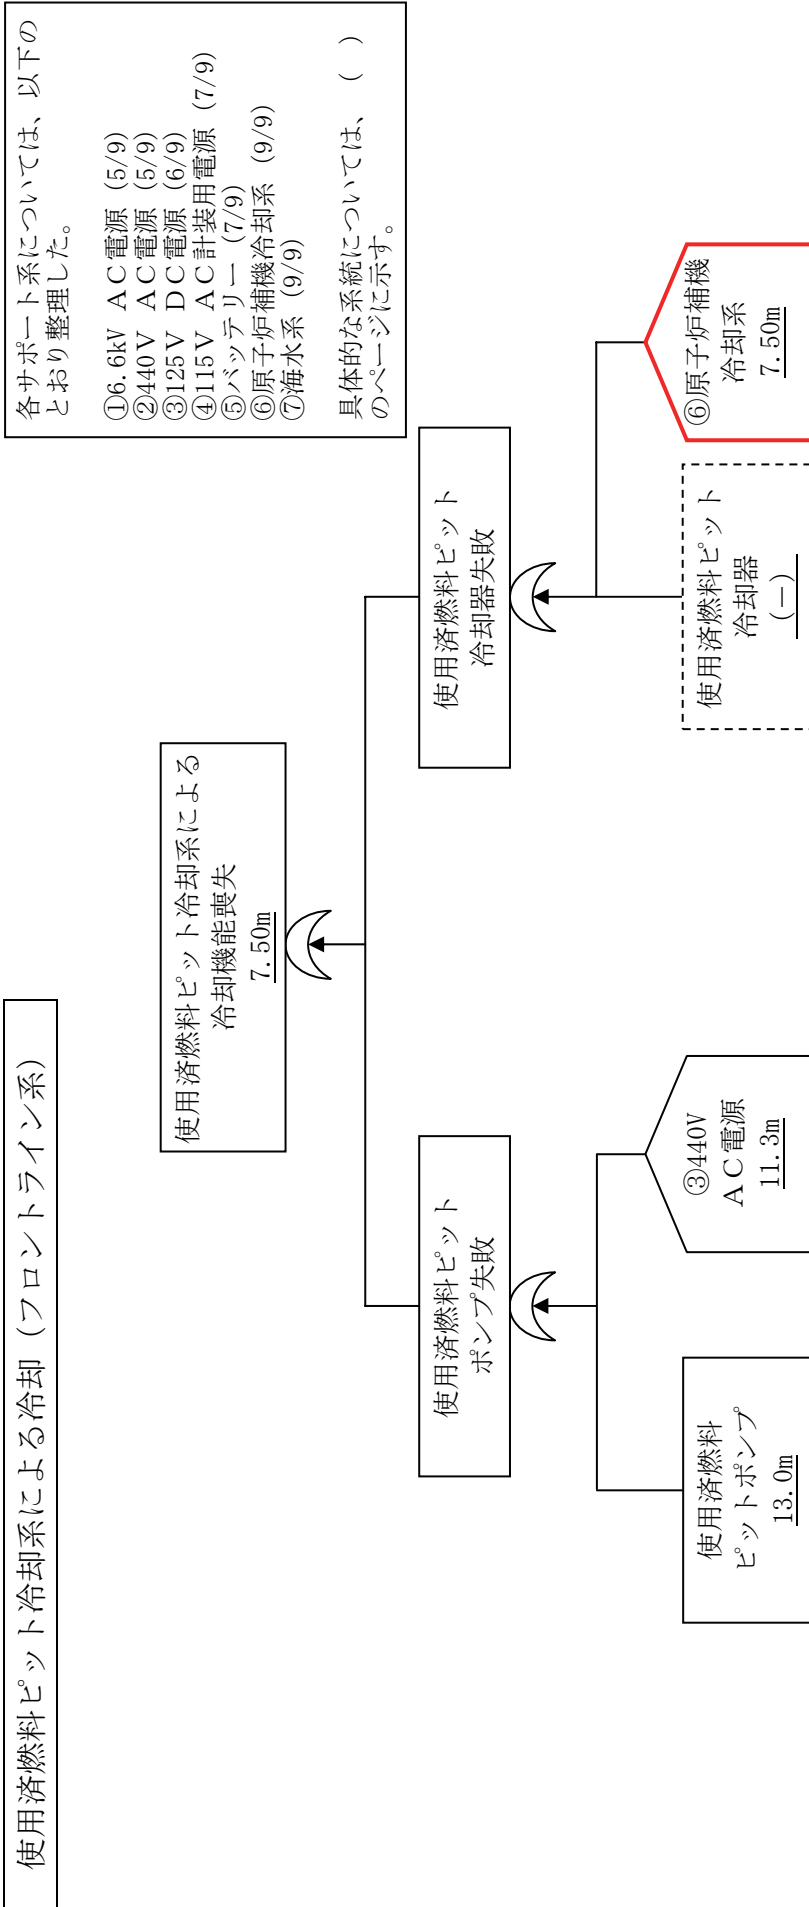 使用済燃料ピット冷却系による冷却（フロントライン系）
各サポート系については、以下の
とおり整理した。
①6.6kV AC電源（5/9）
②440V AC電源（5/9）
③125V DC電源（6/9）
④115V AC計装用電源（7/9）
⑤バッテリー（7/9）
⑥原子炉補機冷却系（9/9）
⑦海水系（9/9）
具体的な系統については、（　）
のページに示す。
使用済燃料ピット冷却系による
冷却機能喪失
7.50m
使用済燃料ピット
ポンプ失敗
使用済燃料ピット
冷却器失敗
使用済燃料
ピットポンプ
13.0m
③440V
AC電源
11.3m
使用済燃料ピット
冷却器
(－)
⑥原子炉補機
冷却系
7.50m